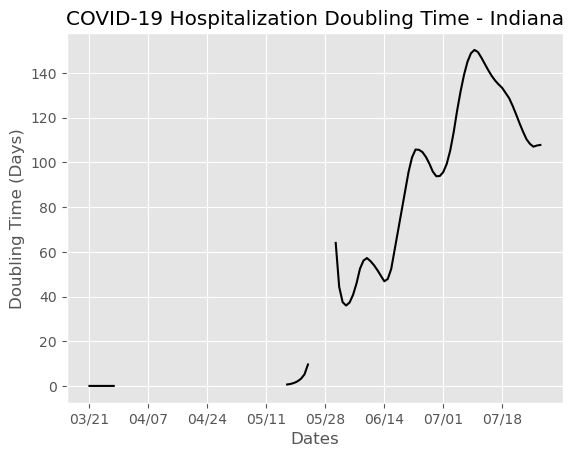 COVID-19 Hospitalization Doubling Time - Indiana
Doubling Time (Days)
140
120
100
80
60
40
20
0
03/21 04/07 04/24 05/11 05/28 06/14 07/01 07/18
Dates